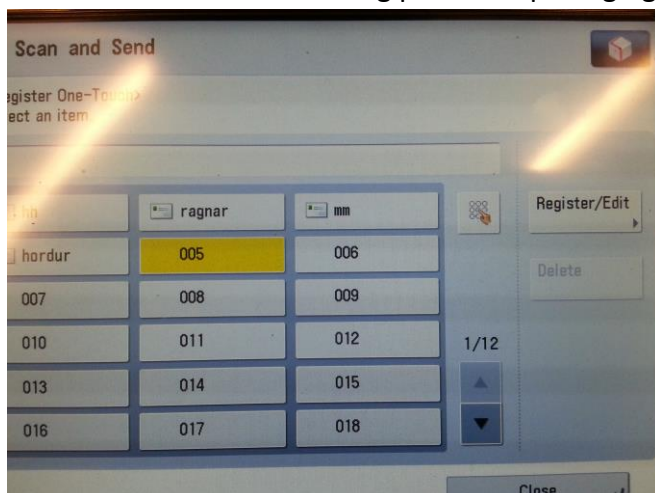 Scan and Send
egister One-Touch>
ect an item
hh ragnar mm
Register/Edit
hordur 005 006
Delete
007 008 009
010 011 012
1/12
013 014 015
016 017 018
Close